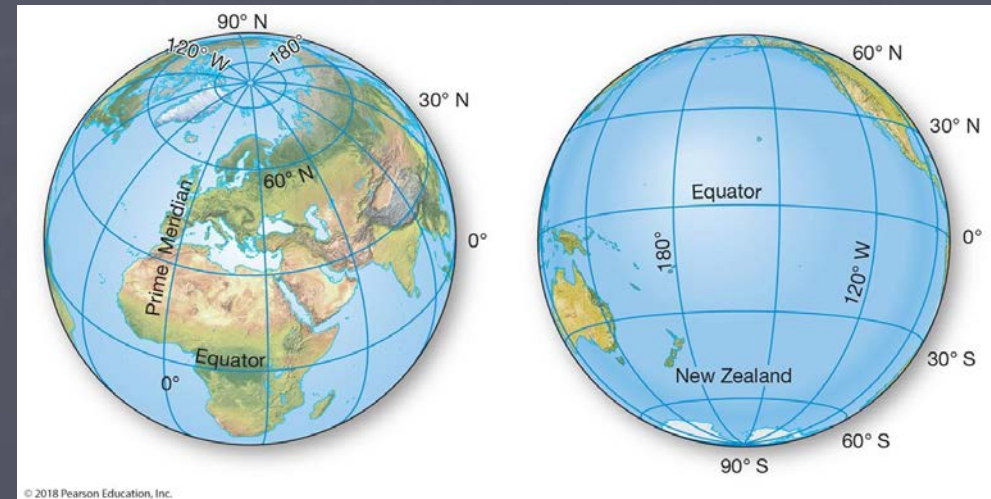 90° N
120° W
180°
30° N
60° N
Prime Meridian
0°
Equator
0°
60° N
30° N
Equator
0°
180°
120° W
30° S
New Zealand
60° S
90° S
© 2018 Pearson Education, Inc.